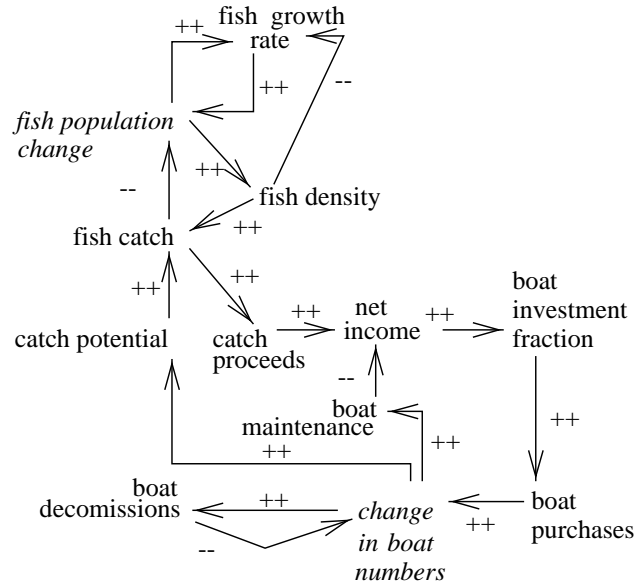 fish growth
rate
++
++
--
fish population
change
++
--
fish density
++
fish catch
++
++
catch potential
catch
proceeds
++
net
income
++
boat
investment
fraction
--
boat
maintenance
++
++
++
boat
decomissions
++
--
change
in boat
numbers
++
boat
purchases